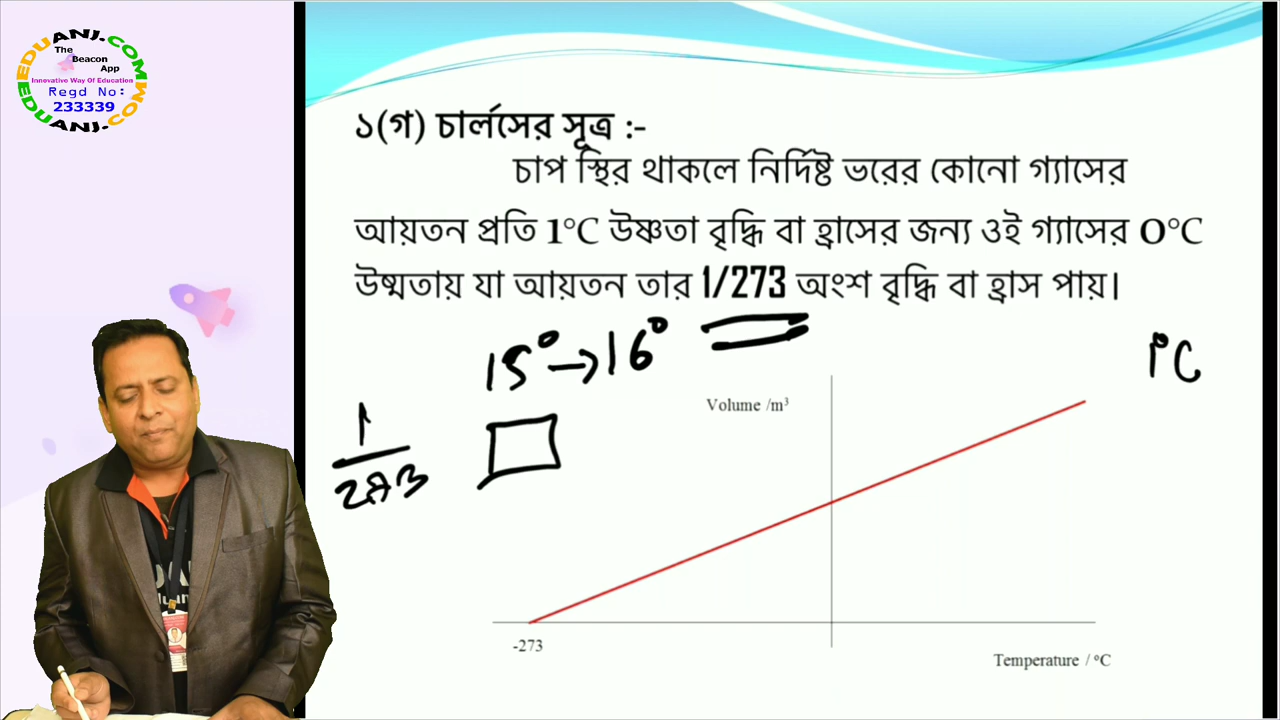 EDUANJ.COM
EDUANJ.COM
The
Beacon
App
Innovative Way Of Education
Regd No:
233339
১(গ) চার্লসের সূত্র :-
চাপ স্থির থাকলে নির্দিষ্ট ভরের কোনো গ্যাসের
আয়তন প্রতি 1°C উষ্ণতা বৃদ্ধি বা হ্রাসের জন্য ওই গ্যাসের 0°C
উষ্মতায় যা আয়তন তার 1/273 অংশ বৃদ্ধি বা হ্রাস পায়।
15° → 16°
1°C
1/273
Volume /m³
-273
Temperature / °C